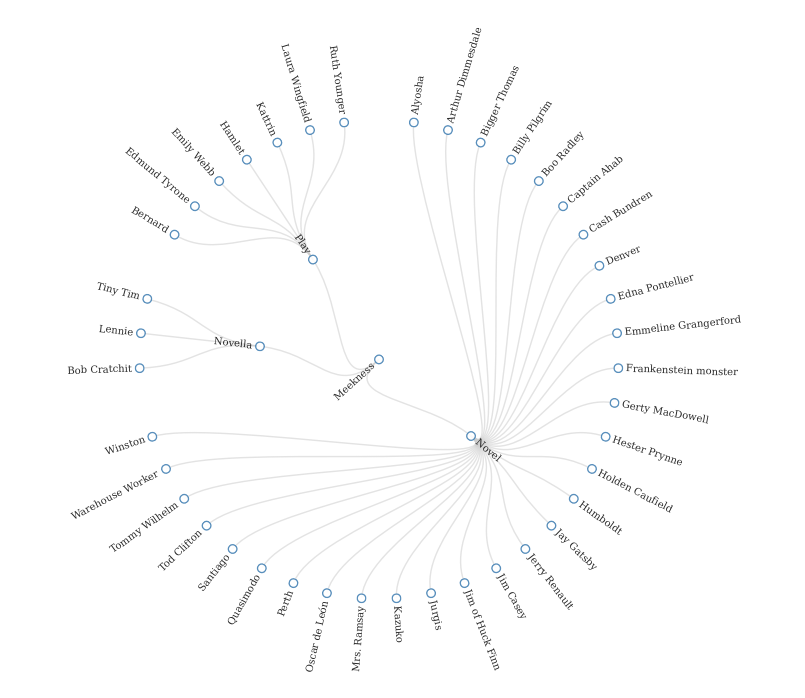 Meekness
Play
Bernard
Edmund Tyrone
Emily Webb
Hamlet
Kattrin
Laura Wingfield
Ruth Younger
Novel
Alyosha
Arthur Dimmesdale
Bigger Thomas
Billy Pilgrim
Boo Radley
Captain Ahab
Cash Bundren
Denver
Edna Pontellier
Emmeline Grangerford
Frankenstein monster
Gerty MacDowell
Hester Prynne
Holden Caufield
Humboldt
Jay Gatsby
Jerry Renault
Jim Casey
Jim of Huck Finn
Jurgis
Kazuko
Mrs. Ramsay
Oscar de León
Perth
Quasimodo
Santiago
Tod Clifton
Tommy Wilhelm
Warehouse Worker
Winston
Novella
Bob Cratchit
Lennie
Tiny Tim